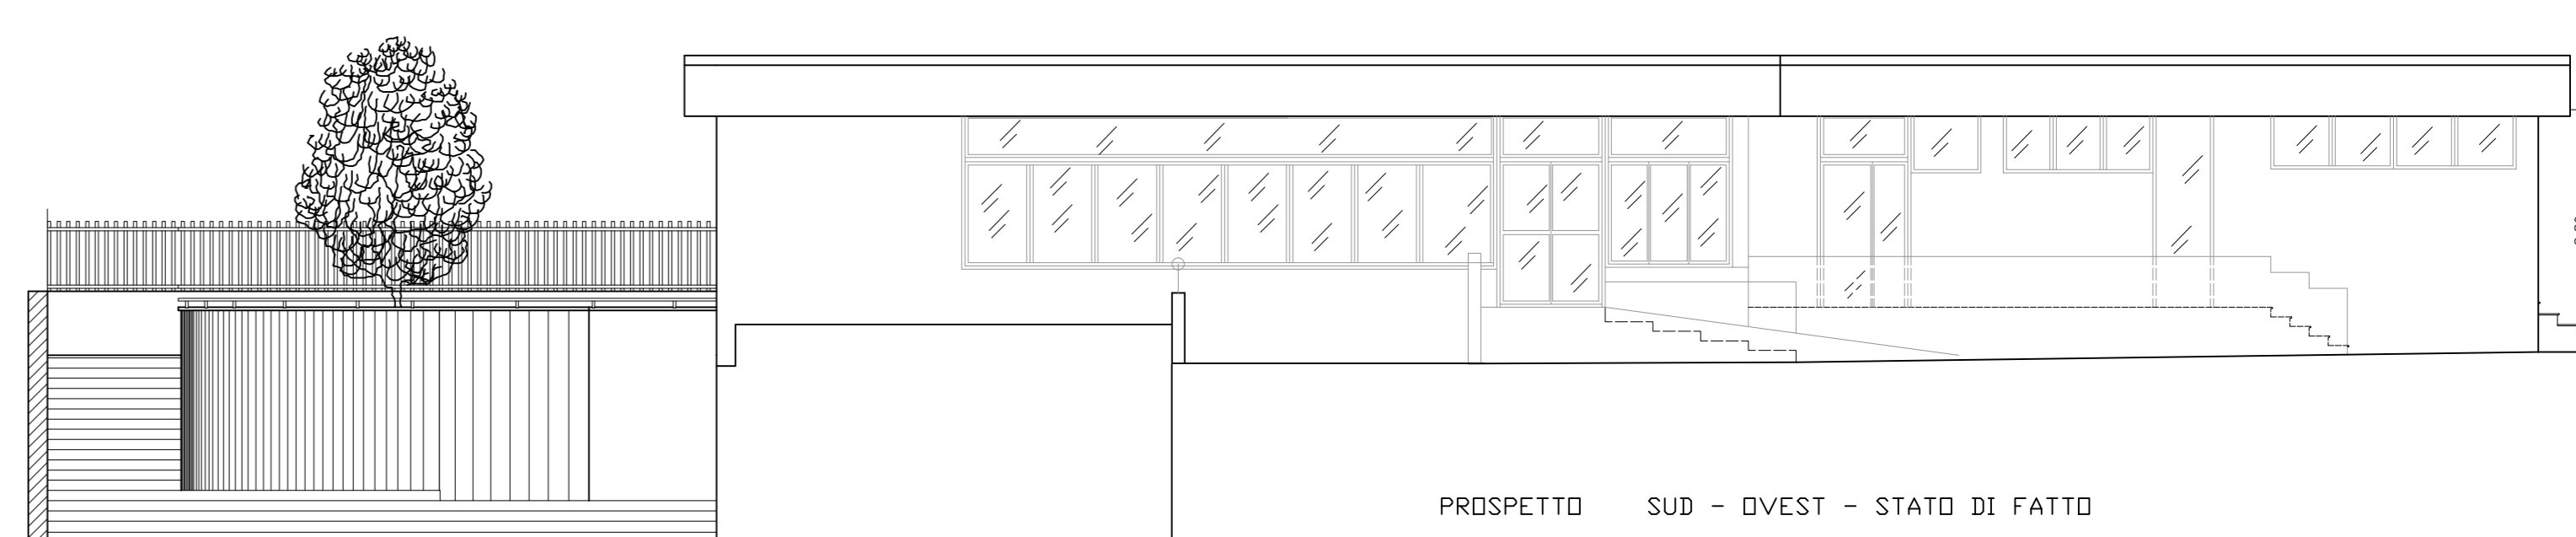 PROSPETTO SUD - OVEST - STATO DI FATTO